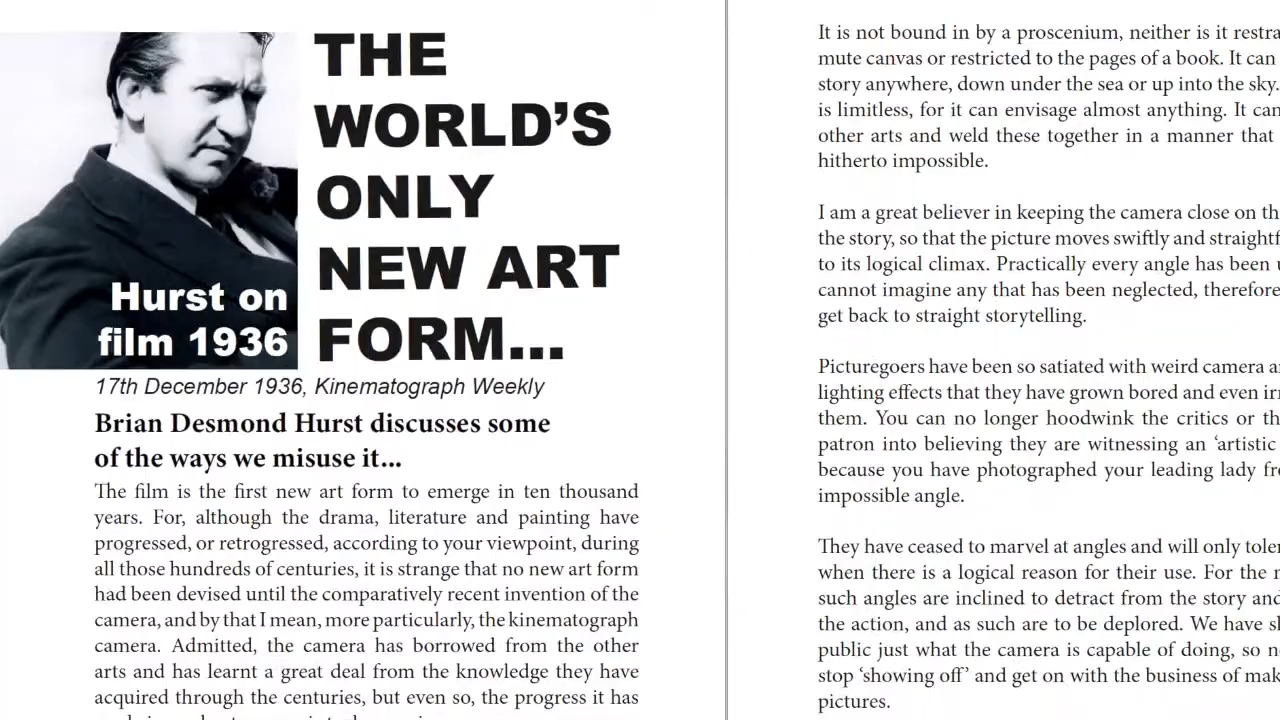 THE
WORLD'S
ONLY
NEW ART
FORM...
Hurst on
film 1936
17th December 1936, Kinematograph Weekly
Brian Desmond Hurst discusses some
of the ways we misuse it...
The film is the first new art form to emerge in ten thousand
years. For, although the drama, literature and painting have
progressed, or retrogressed, according to your viewpoint, during
all those hundreds of centuries, it is strange that no new art form
had been devised until the comparatively recent invention of the
camera, and by that I mean, more particularly, the kinematograph
camera. Admitted, the camera has borrowed from the other
arts and has learnt a great deal from the knowledge they have
acquired through the centuries, but even so, the progress it has
It is not bound in by a proscenium, neither is it restra
mute canvas or restricted to the pages of a book. It can
story anywhere, down under the sea or up into the sky.
is limitless, for it can envisage almost anything. It can
other arts and weld these together in a manner that
hitherto impossible.
I am a great believer in keeping the camera close on th
the story, so that the picture moves swiftly and straightf
to its logical climax. Practically every angle has been u
cannot imagine any that has been neglected, therefore
get back to straight storytelling.
Picturegoers have been so satiated with weird camera a
lighting effects that they have grown bored and even irr
them. You can no longer hoodwink the critics or th
patron into believing they are witnessing an 'artistic
because you have photographed your leading lady fr
impossible angle.
They have ceased to marvel at angles and will only toler
when there is a logical reason for their use. For the m
such angles are inclined to detract from the story and
the action, and as such are to be deplored. We have s
public just what the camera is capable of doing, so n
stop 'showing off' and get on with the business of mak
pictures.